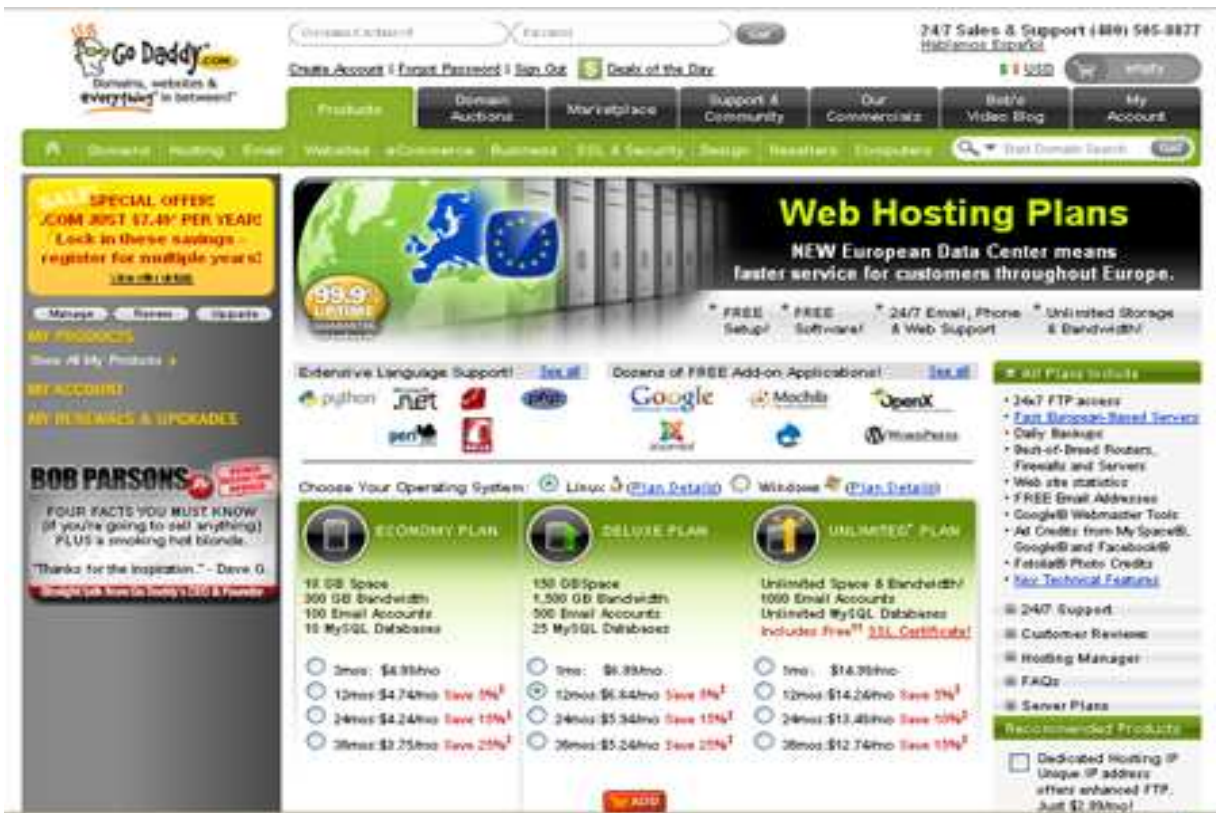 Go Daddy.com
Domains, websites &
everything in between!
24/7 Sales & Support (480) 505-8877
Hablamos Español
Create Account | Forgot Password | Sign Out
Deals of the Day
USD
empty
Products
Domain Auctions
Marketplace
Support & Community
Our Commercials
Bob's Video Blog
My Account
Domains Hosting Email Websites eCommerce Business SSL & Security Design Resellers
Start Domain Search
SALE
SPECIAL OFFER!
.COM JUST $7.49* PER YEAR!
Lock in these savings -
register for multiple years!
View offer details
Manage Renew Upgrade
MY PRODUCTS
Show All My Products
MY ACCOUNT
MY RENEWALS & UPGRADES
BOB PARSONS
FOUR FACTS YOU MUST KNOW
(if you're going to sell anything)
PLUS a smoking hot blonde.
"Thanks for the inspiration." - Dave G.
Straight talk from Go Daddy's CEO & Founder
Web Hosting Plans
NEW European Data Center means
faster service for customers throughout Europe.
99.9%
UPTIME
GUARANTEE
* FREE Setup!
* FREE Software!
* 24/7 Email, Phone & Web Support
* Unlimited Storage & Bandwidth!
Extensive Language Support! See all
Dozens of FREE Add-on Applications! See all
python
.net
php
perl
Google
Mochila
OpenX
WordPress
Choose Your Operating System: Linux (Plan Details) Windows (Plan Details)
ECONOMY PLAN
10 GB Space
300 GB Bandwidth
100 Email Accounts
10 MySQL Databases
3mos: $4.99/mo
12mos:$4.74/mo Save 5%‡
24mos:$4.24/mo Save 15%‡
36mos:$3.75/mo Save 25%‡
DELUXE PLAN
150 GBSpace
1,500 GB Bandwidth
500 Email Accounts
25 MySQL Databases
1mo: $6.99/mo
12mos:$6.64/mo Save 5%‡
24mos:$5.94/mo Save 15%‡
36mos:$5.24/mo Save 25%‡
ADD
UNLIMITED* PLAN
Unlimited Space & Bandwidth!
1000 Email Accounts
Unlimited MySQL Databases
Includes Free SSL Certificate!
1mo: $14.99/mo
12mos:$14.24/mo Save 5%‡
24mos:$13.49/mo Save 10%‡
36mos:$12.74/mo Save 15%‡
All Plans Include
• 24x7 FTP access
• Fast European-Based Servers
• Daily Backups
• Best-of-Breed Routers,
Firewalls and Servers
• Web site statistics
• FREE Email Addresses
• Google® Webmaster Tools
• Ad Credits from MySpace®,
Google® and Facebook®
• Fotolia® Photo Credits
• Key Technical Features
24/7 Support
Customer Reviews
Hosting Manager
FAQs
Server Plans
Recommended Products
Dedicated Hosting IP
Unique IP address
offers enhanced FTP.
Just $2.99/mo!